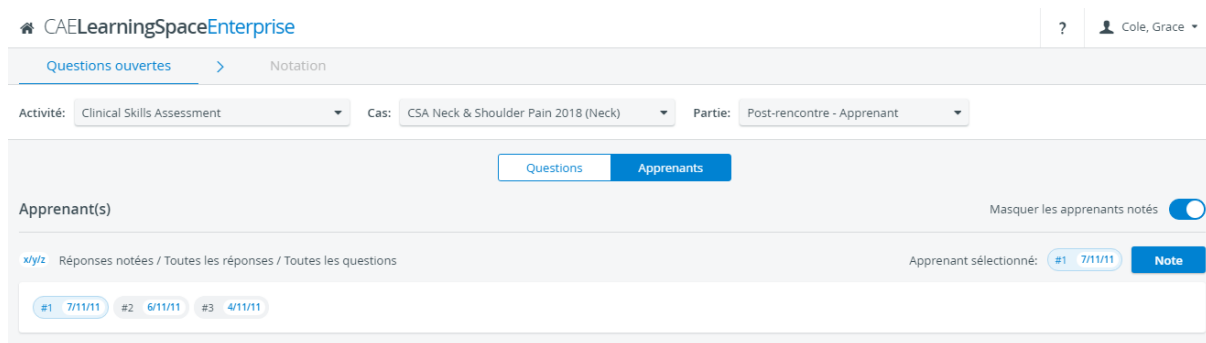 CAELearningSpaceEnterprise ? Cole, Grace
Questions ouvertes > Notation
Activité: Clinical Skills Assessment Cas: CSA Neck & Shoulder Pain 2018 (Neck) Partie: Post-rencontre - Apprenant
Questions Apprenants
Apprenant(s) Masquer les apprenants notés
x/y/z Réponses notées / Toutes les réponses / Toutes les questions Apprenant sélectionné: #1 7/11/11 Note
#1 7/11/11 #2 6/11/11 #3 4/11/11